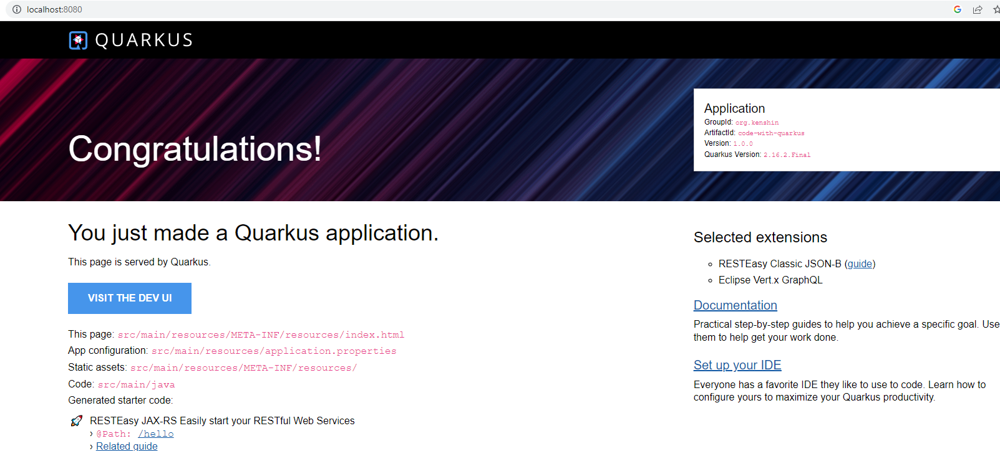 localhost:8080
QUARKUS
Congratulations!
Application
GroupId: org.kenshin
ArtifactId: code-with-quarkus
Version: 1.0.0
Quarkus Version: 2.16.2.Final
You just made a Quarkus application.
This page is served by Quarkus.
VISIT THE DEV UI
This page: src/main/resources/META-INF/resources/index.html
App configuration: src/main/resources/application.properties
Static assets: src/main/resources/META-INF/resources/
Code: src/main/java
Generated starter code:
RESTEasy JAX-RS Easily start your RESTful Web Services
› @Path: /hello
› Related guide
Selected extensions
RESTEasy Classic JSON-B (guide)
Eclipse Vert.x GraphQL
Documentation
Practical step-by-step guides to help you achieve a specific goal. Use
them to help get your work done.
Set up your IDE
Everyone has a favorite IDE they like to use to code. Learn how to
configure yours to maximize your Quarkus productivity.